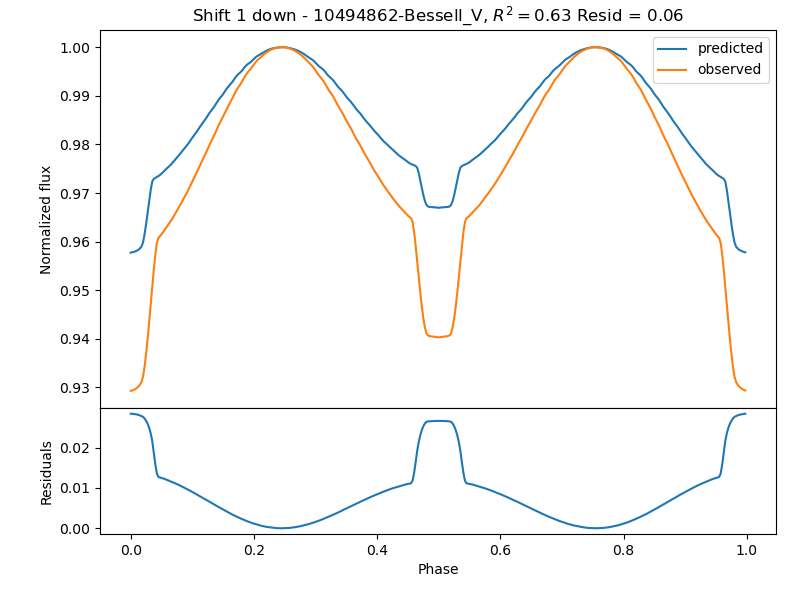 Shift 1 down - 10494862-Bessell_V, $R^2 = 0.63$ Resid = 0.06
predicted
observed
Normalized flux
1.00
0.99
0.98
0.97
0.96
0.95
0.94
0.93
Residuals
0.02
0.01
0.00
0.0 0.2 0.4 0.6 0.8 1.0
Phase